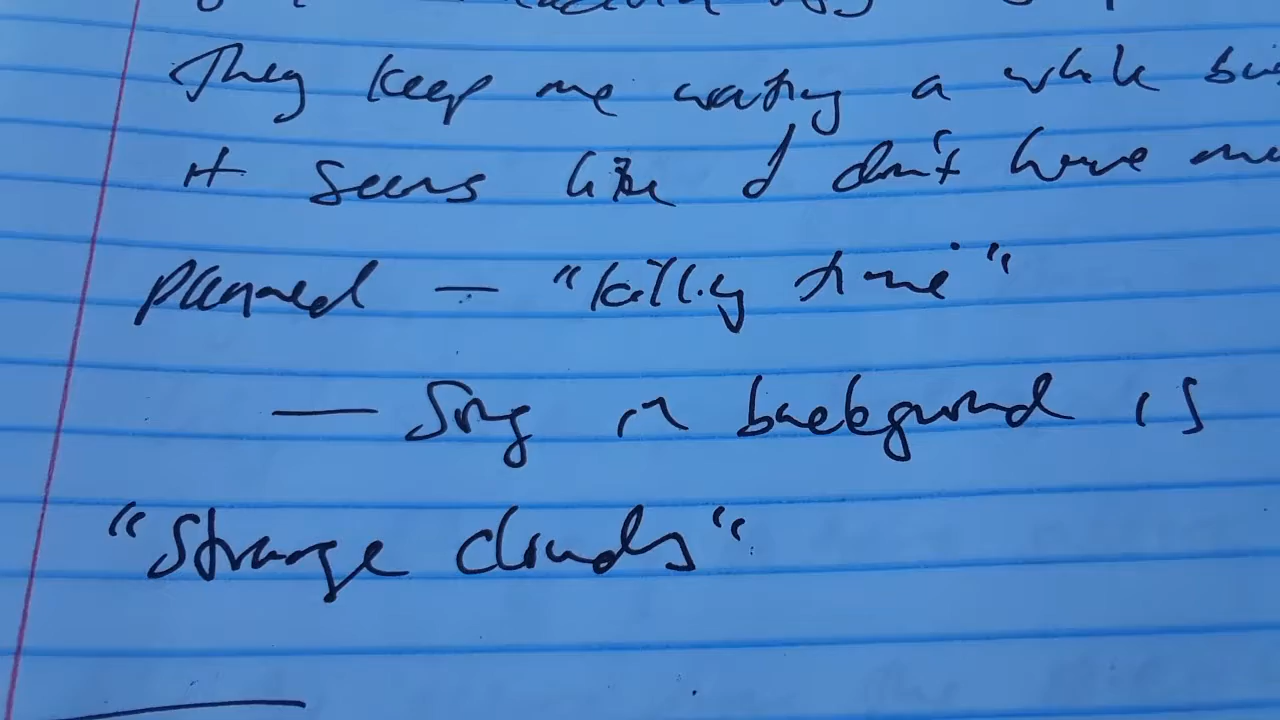 They keep me waiting a while
It seems like I don't have
planned — "killing time"
— Song in background is
"Strange clouds"